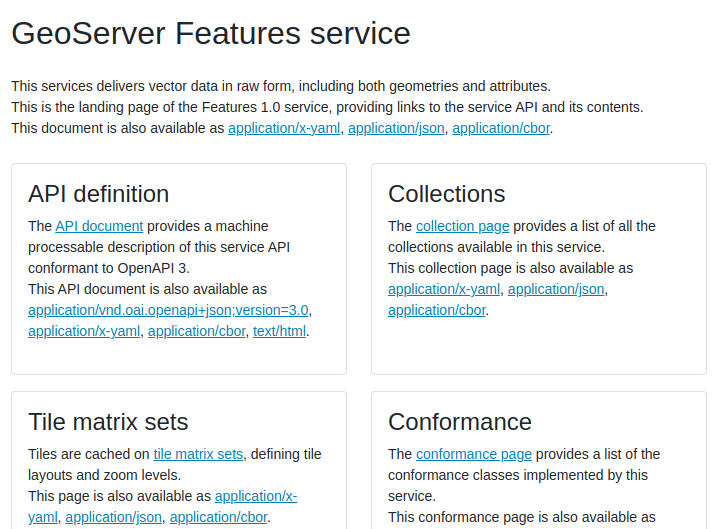 GeoServer Features service
This services delivers vector data in raw form, including both geometries and attributes.
This is the landing page of the Features 1.0 service, providing links to the service API and its contents.
This document is also available as application/x-yaml, application/json, application/cbor.
API definition
The API document provides a machine
processable description of this service API
conformant to OpenAPI 3.
This API document is also available as
application/vnd.oai.openapi+json;version=3.0,
application/x-yaml, application/cbor, text/html.
Collections
The collection page provides a list of all the
collections available in this service.
This collection page is also available as
application/x-yaml, application/json,
application/cbor.
Tile matrix sets
Tiles are cached on tile matrix sets, defining tile
layouts and zoom levels.
This page is also available as application/x-
yaml, application/json, application/cbor.
Conformance
The conformance page provides a list of the
conformance classes implemented by this
service.
This conformance page is also available as